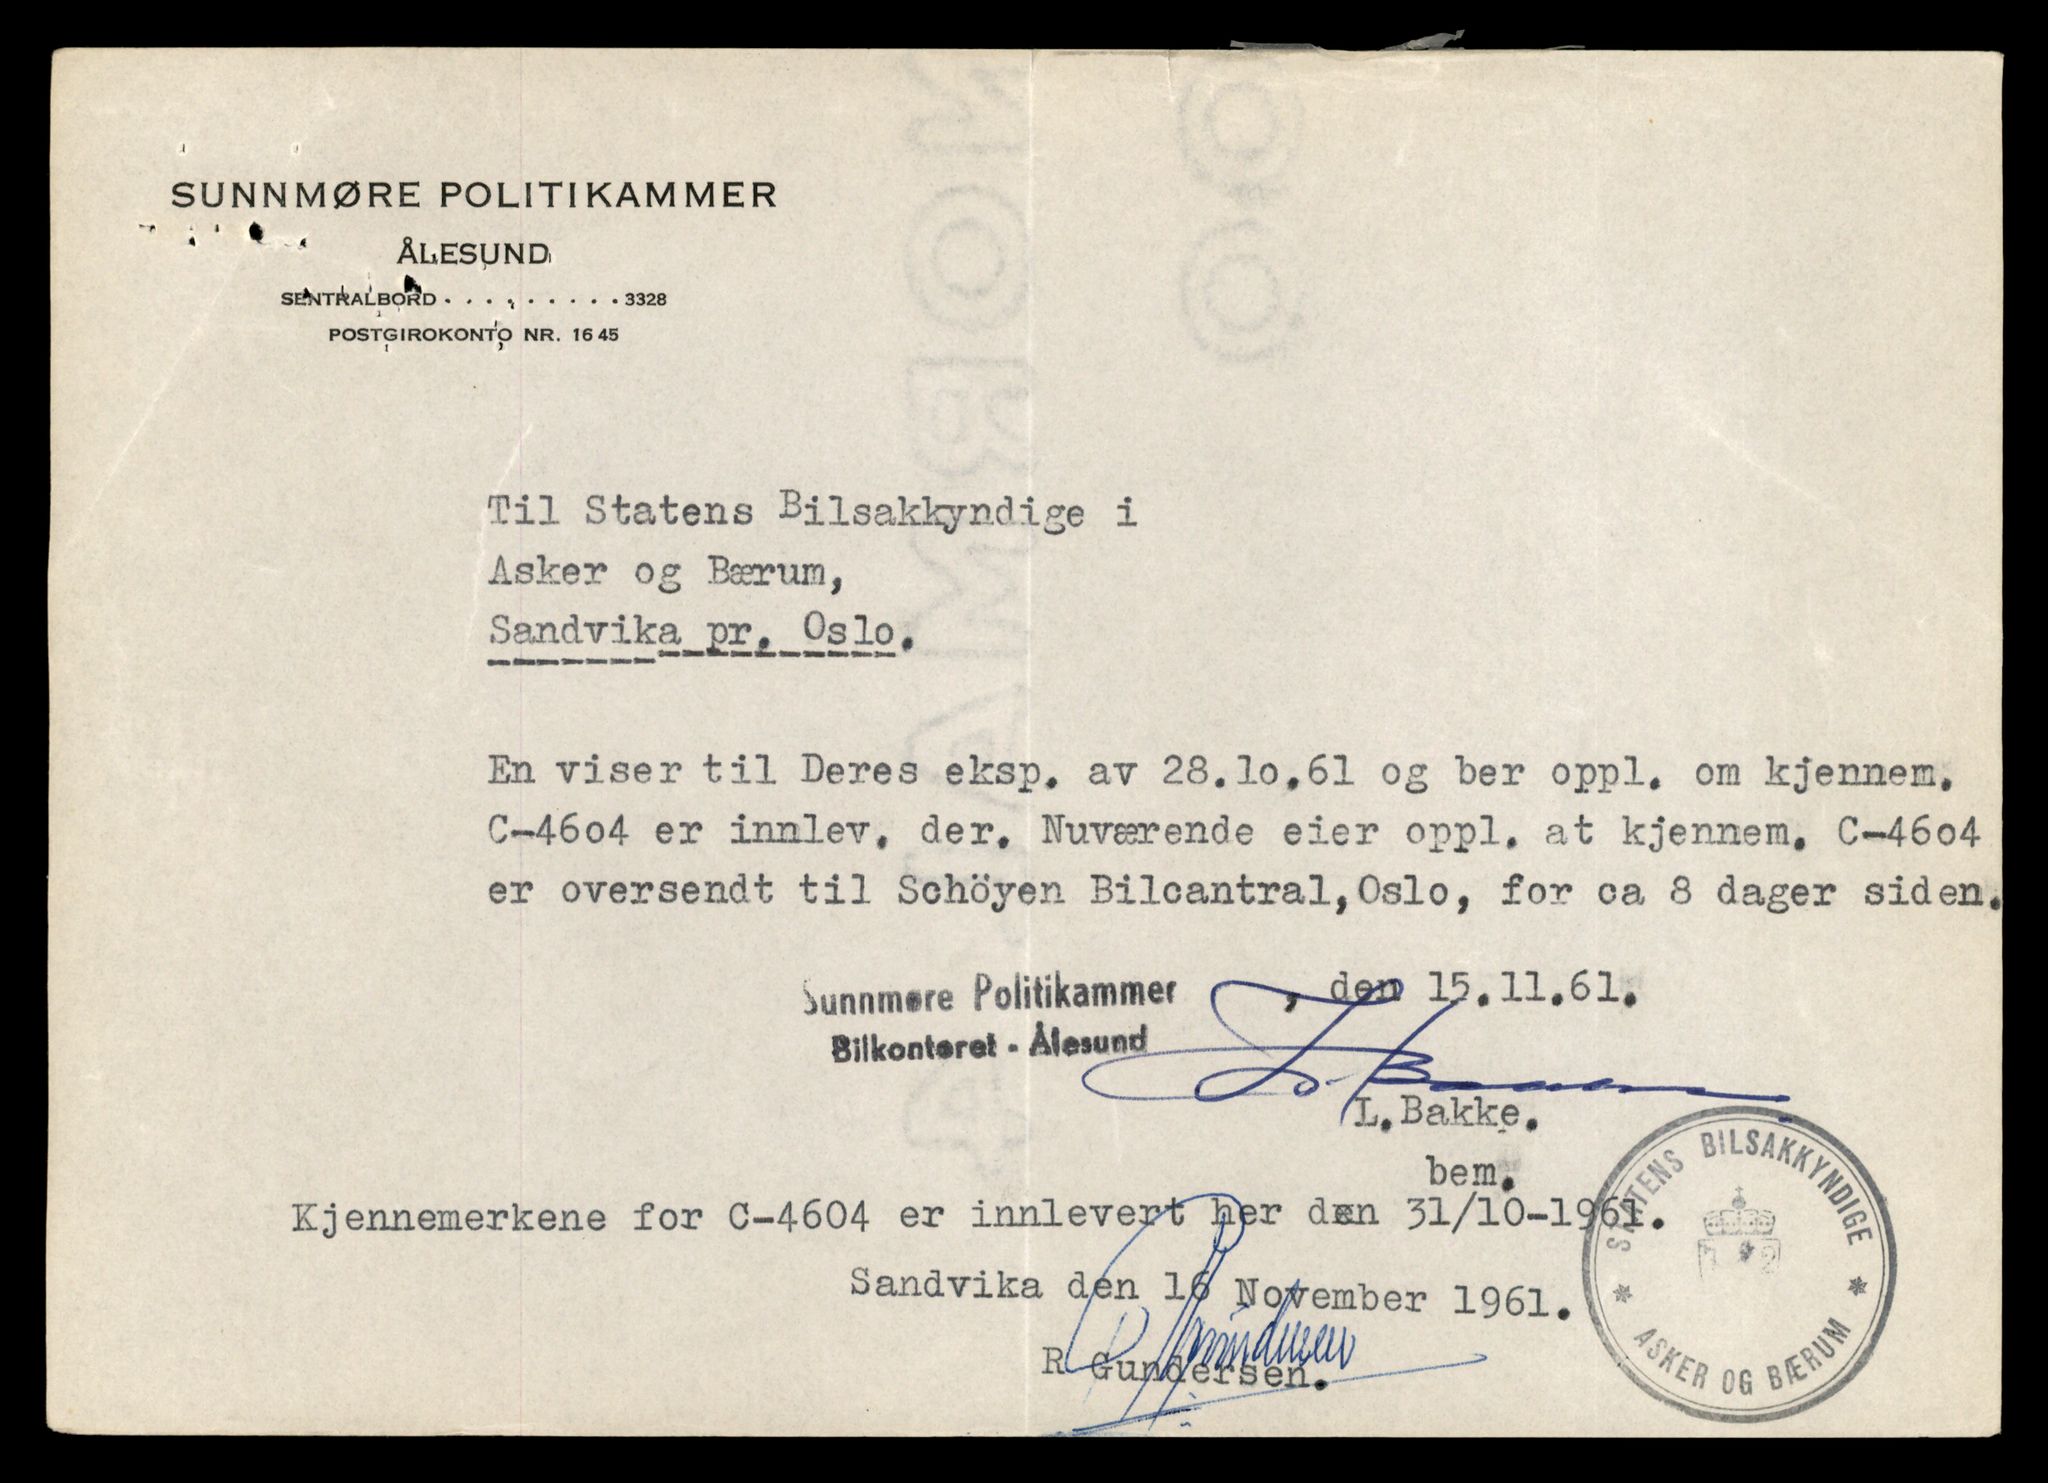 SUNNMØRE POLITIKAMMER
ÅLESUND
SENTRALBORD . . . . . . . . . 3328
POSTGIROKONTO NR. 16 45
Til Statens Bilsakkyndige i
Asker og Bærum,
Sandvika pr. Oslo.
En viser til Deres eksp. av 28.lo.61 og ber oppl. om kjennem.
C-46o4 er innlev. der. Nuværende eier oppl. at kjennem. C-46o4
er oversendt til Schöyen Bilcantral,Oslo, for ca 8 dager siden.
Sunnmøre Politikammer , den 15.11.61.
Bilkontoret - Ålesund
L.Bakke.
bem.
Kjennemerkene for C-4604 er innlevert her den 31/10-1961.
Sandvika den 16 November 1961.
R Gundersen.
STATENS BILSAKKYNDIGE
* ASKER OG BÆRUM *